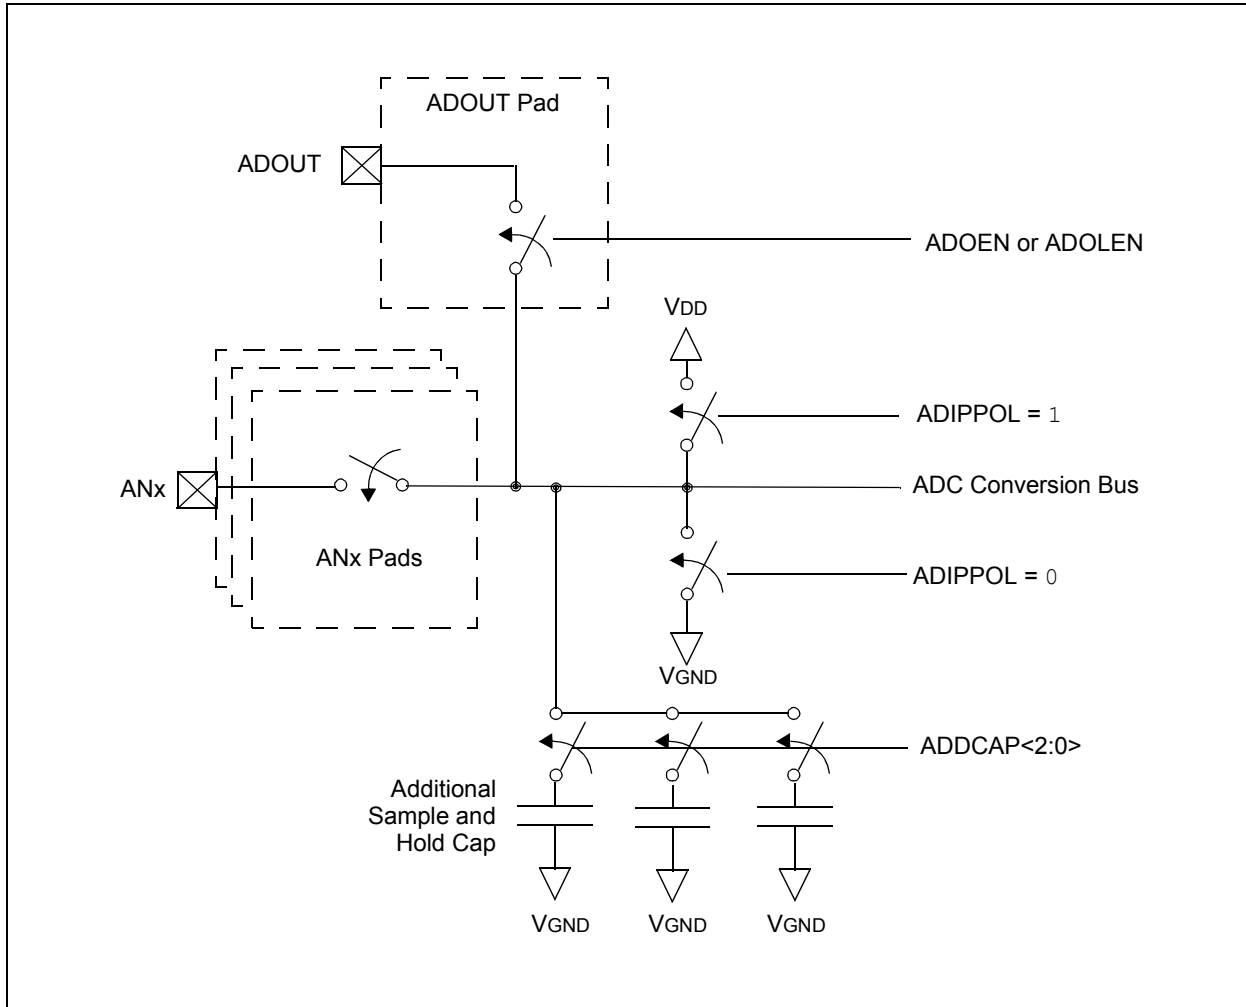 ADOUT Pad
ADOUT
ADOEN or ADOLEN
VDD
ADIPPOL = 1
ANx
ADC Conversion Bus
ANx Pads
ADIPPOL = 0
VGND
ADDCAP<2:0>
Additional
Sample and
Hold Cap
VGND
VGND
VGND